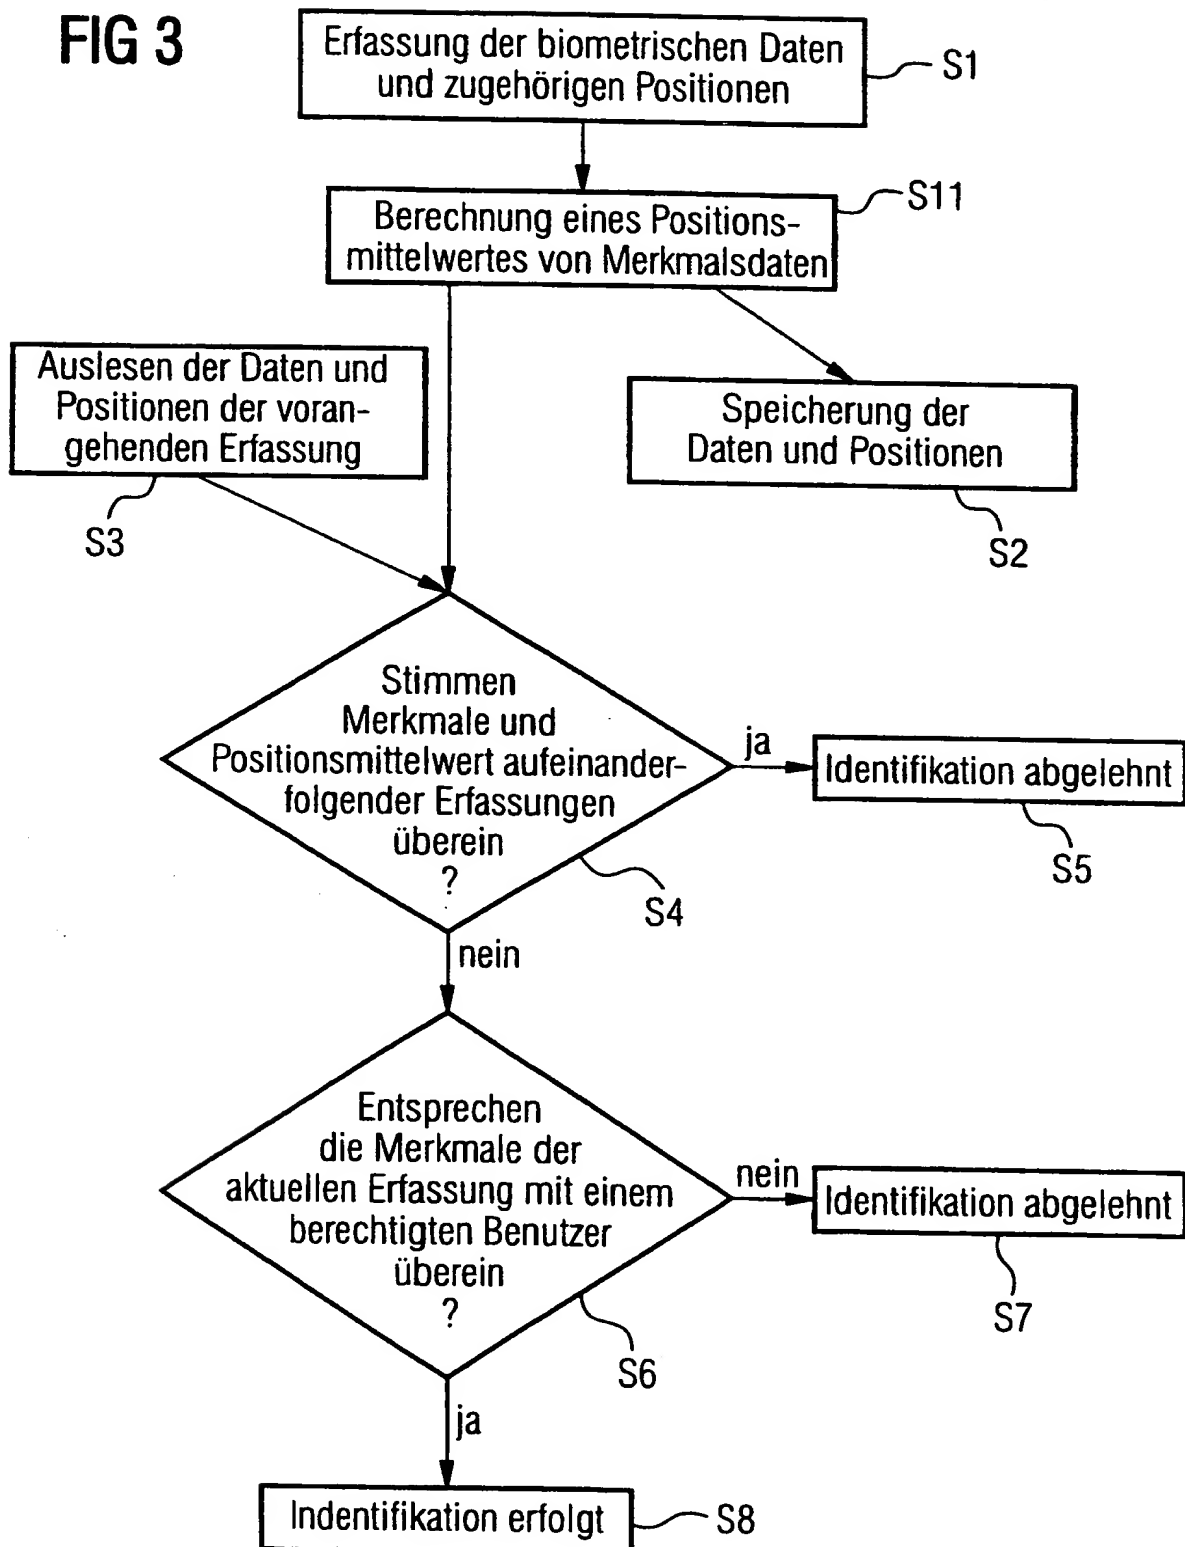 FIG 3
Erfassung der biometrischen Daten
und zugehörigen Positionen
S1
Berechnung eines Positions-
mittelwertes von Merkmalsdaten
S11
Auslesen der Daten und
Positionen der voran-
gehenden Erfassung
S3
Speicherung der
Daten und Positionen
S2
Stimmen
Merkmale und
Positionsmittelwert aufeinander-
folgender Erfassungen
überein
?
S4
ja
Identifikation abgelehnt
S5
nein
Entsprechen
die Merkmale der
aktuellen Erfassung mit einem
berechtigten Benutzer
überein
?
S6
nein
Identifikation abgelehnt
S7
ja
Indentifikation erfolgt
S8